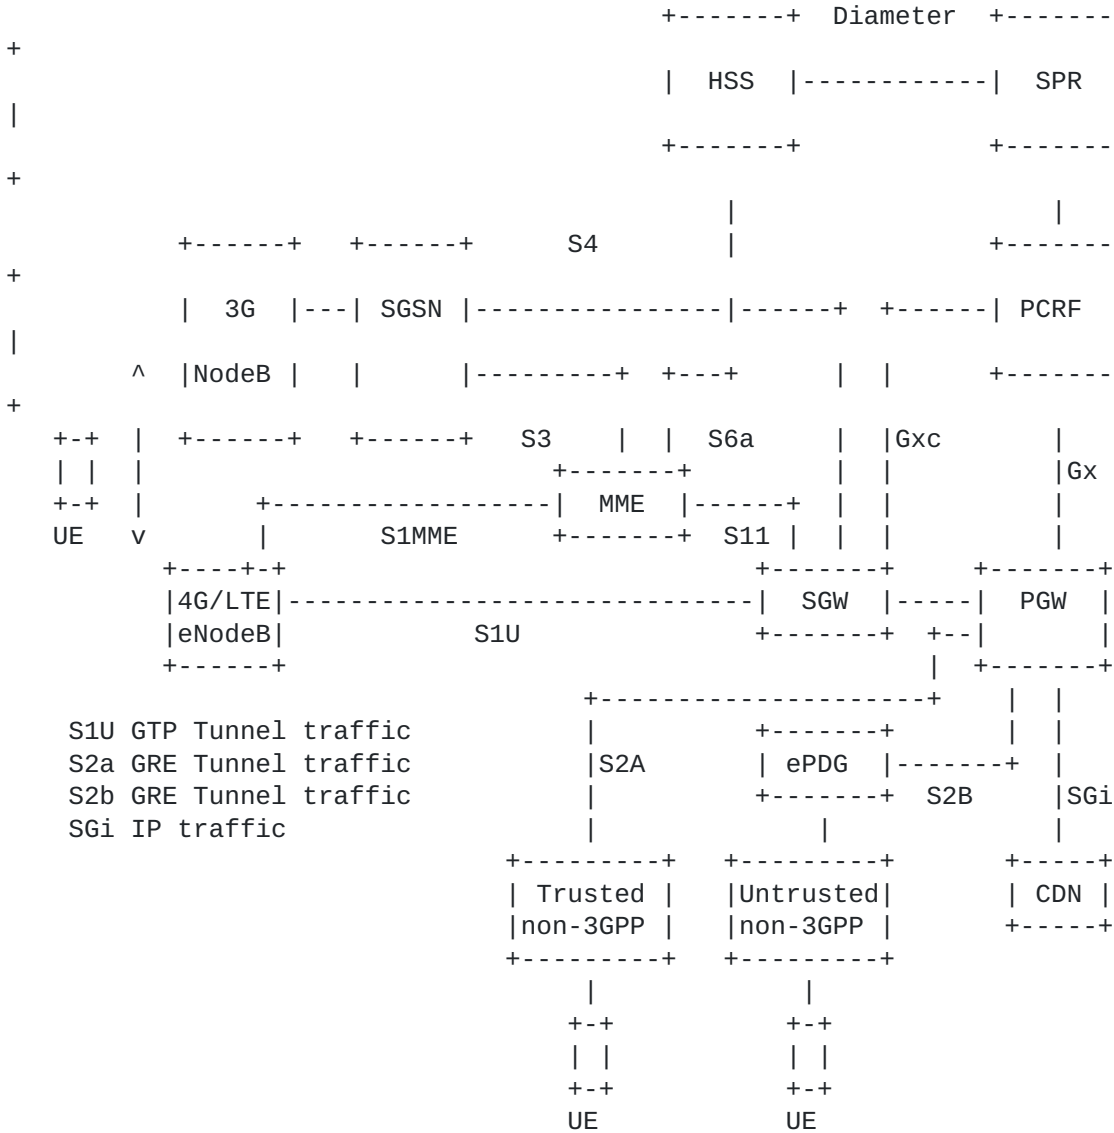 +-------+  Diameter  +-------
+
                                          |  HSS  |------------|  SPR
|
                                          +-------+            +-------
+
                                              |                    |
           +------+   +------+      S4        |                +-------
+
           |  3G  |---| SGSN |----------------|------+  +------| PCRF
|
        ^  |NodeB |   |      |---------+  +---+      |  |      +-------
+
   +-+  |  +------+   +------+   S3    |  |  S6a     |  |Gxc       |
   | |  |                          +-------+         |  |          |Gx
   +-+  |       +------------------|  MME  |------+  |  |          |
   UE   v       |       S1MME      +-------+  S11 |  |  |          |
          +----+-+                              +-------+     +-------+
          |4G/LTE|------------------------------|  SGW  |-----|  PGW  |
          |eNodeB|            S1U               +-------+  +--|       |
          +------+                                         |  +-------+
                                     +---------------------+    |  |
    S1U GTP Tunnel traffic           |          +-------+       |  |
    S2a GRE Tunnel traffic           |S2A       | ePDG  |-------+  |
    S2b GRE Tunnel traffic           |          +-------+  S2B     |SGi
    SGi IP traffic                   |              |              |
                                +---------+   +---------+       +-----+
                                | Trusted |   |Untrusted|       | CDN |
                                |non-3GPP |   |non-3GPP |       +-----+
                                +---------+   +---------+
                                     |             |
                                    +-+           +-+
                                    | |           | |
                                    +-+           +-+
                                    UE            UE